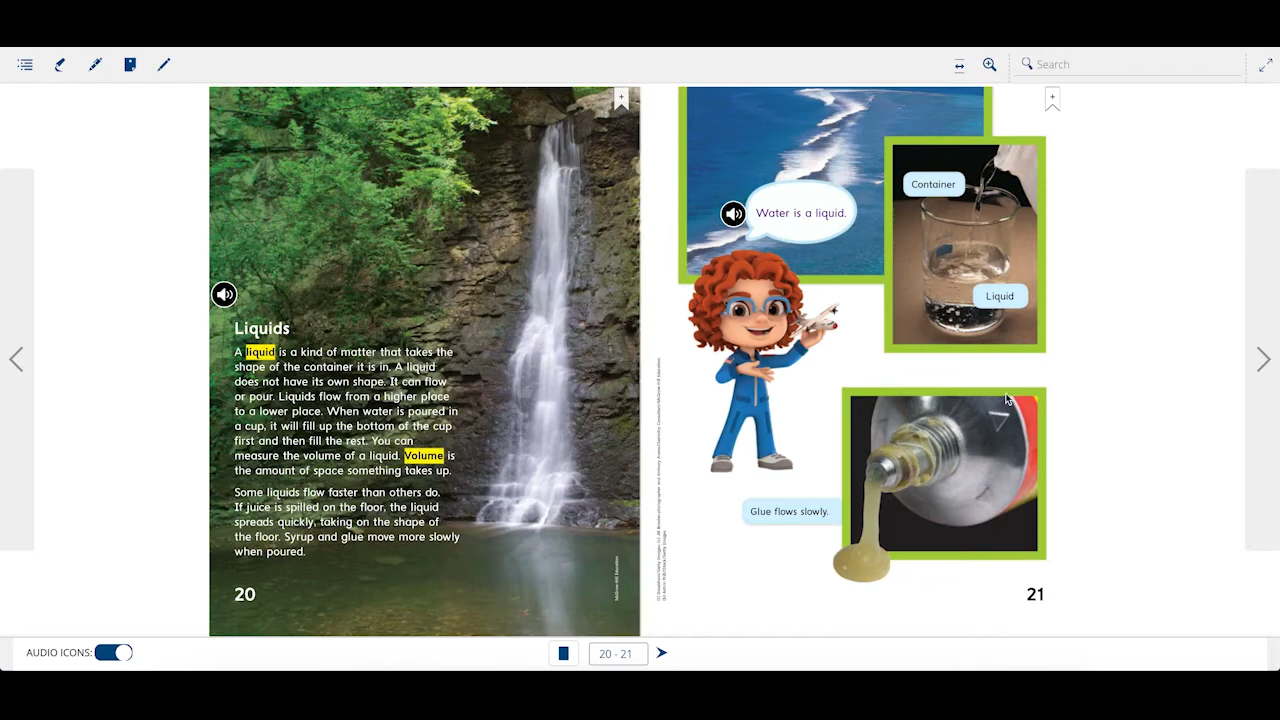 Search
Liquids
A liquid is a kind of matter that takes the
shape of the container it is in. A liquid
does not have its own shape. It can flow
or pour. Liquids flow from a higher place
to a lower place. When water is poured in
a cup, it will fill up the bottom of the cup
first and then fill the rest. You can
measure the volume of a liquid. Volume is
the amount of space something takes up.
Some liquids flow faster than others do.
If juice is spilled on the floor, the liquid
spreads quickly, taking on the shape of
the floor. Syrup and glue move more slowly
when poured.
20
McGraw-Hill Education
Water is a liquid.
Container
Liquid
Glue flows slowly.
21
AUDIO ICONS:
20 - 21